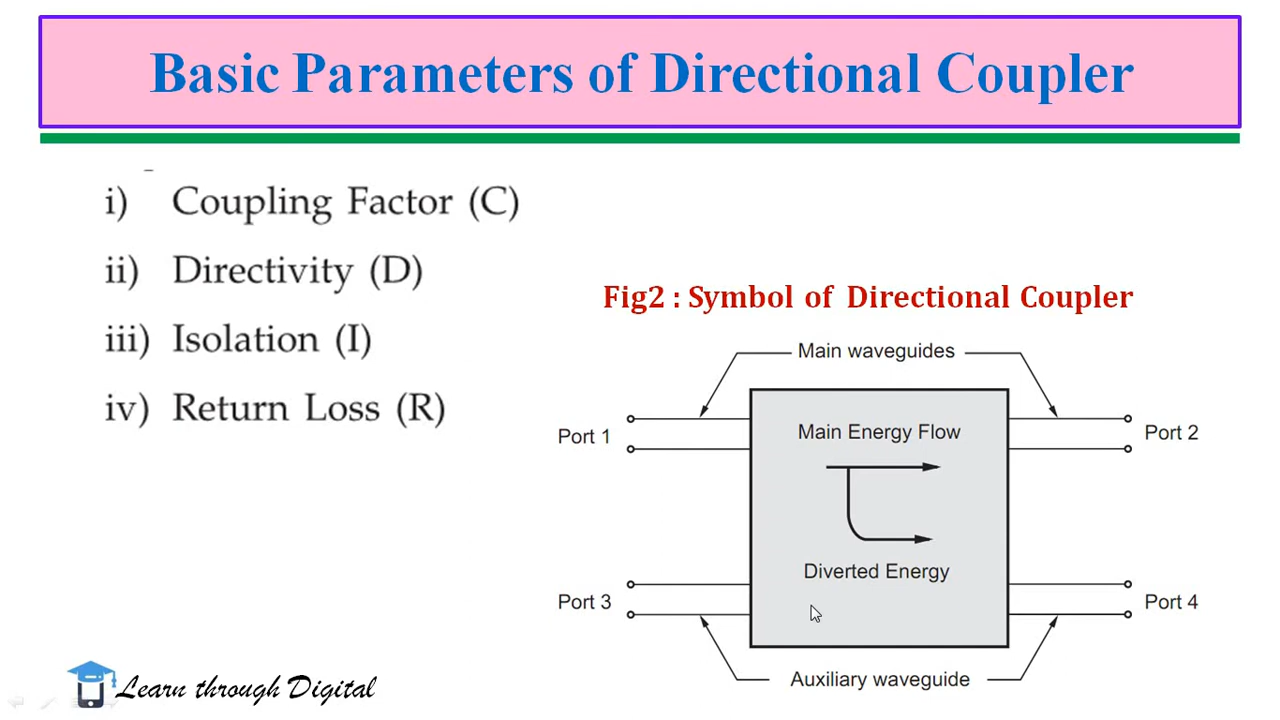 Basic Parameters of Directional Coupler
i) Coupling Factor (C)
ii) Directivity (D)
iii) Isolation (I)
iv) Return Loss (R)
Fig2 : Symbol of Directional Coupler
Main waveguides
Port 1
Main Energy Flow
Port 2
Diverted Energy
Port 3
Port 4
Auxiliary waveguide
Learn through Digital